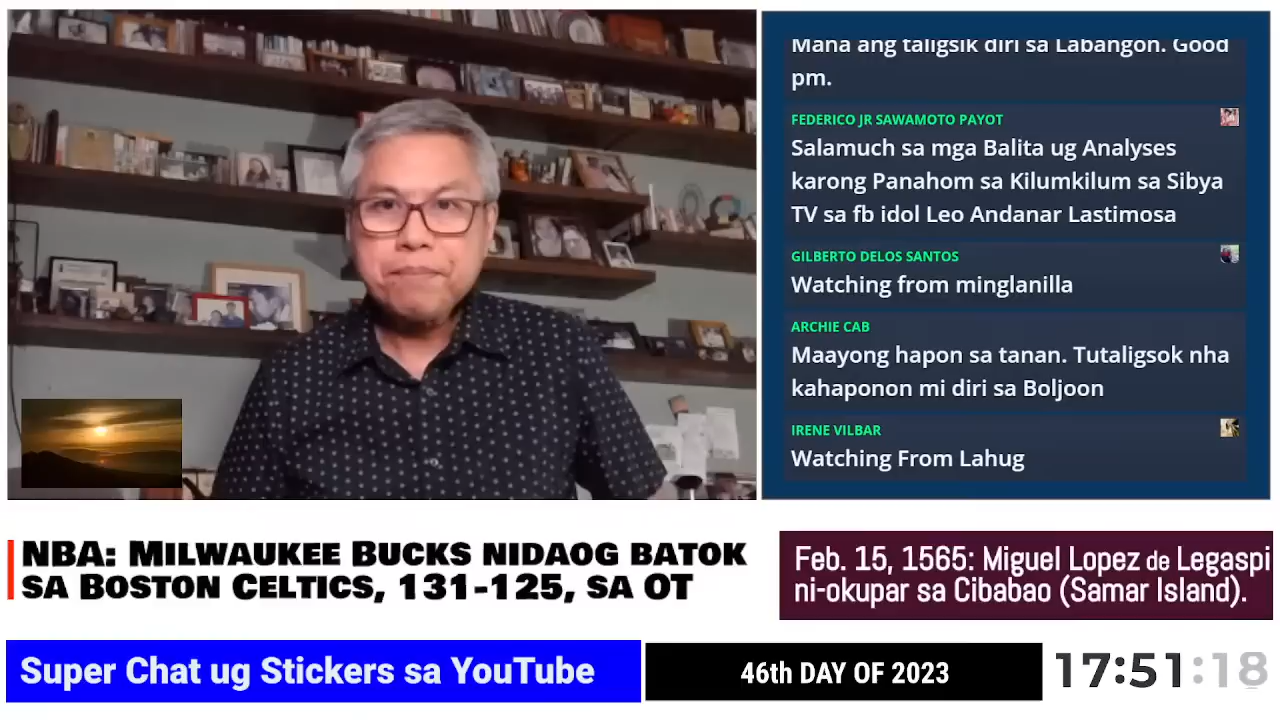 Mana ang taligsik diri sa Labangon. Good
pm.
FEDERICO JR SAWAMOTO PAYOT
Salamuch sa mga Balita ug Analyses
karong Panahom sa Kilumkilum sa Sibya
TV sa fb idol Leo Andanar Lastimosa
GILBERTO DELOS SANTOS
Watching from minglanilla
ARCHIE CAB
Maayong hapon sa tanan. Tutaligsok nha
kahaponon mi diri sa Boljoon
IRENE VILBAR
Watching From Lahug
NBA: MILWAUKEE BUCKS NIDAOG BATOK
SA BOSTON CELTICS, 131-125, SA OT
Feb. 15, 1565: Miguel Lopez de Legaspi
ni-okupar sa Cibabao (Samar Island).
Super Chat ug Stickers sa YouTube
46th DAY OF 2023
17:51:18